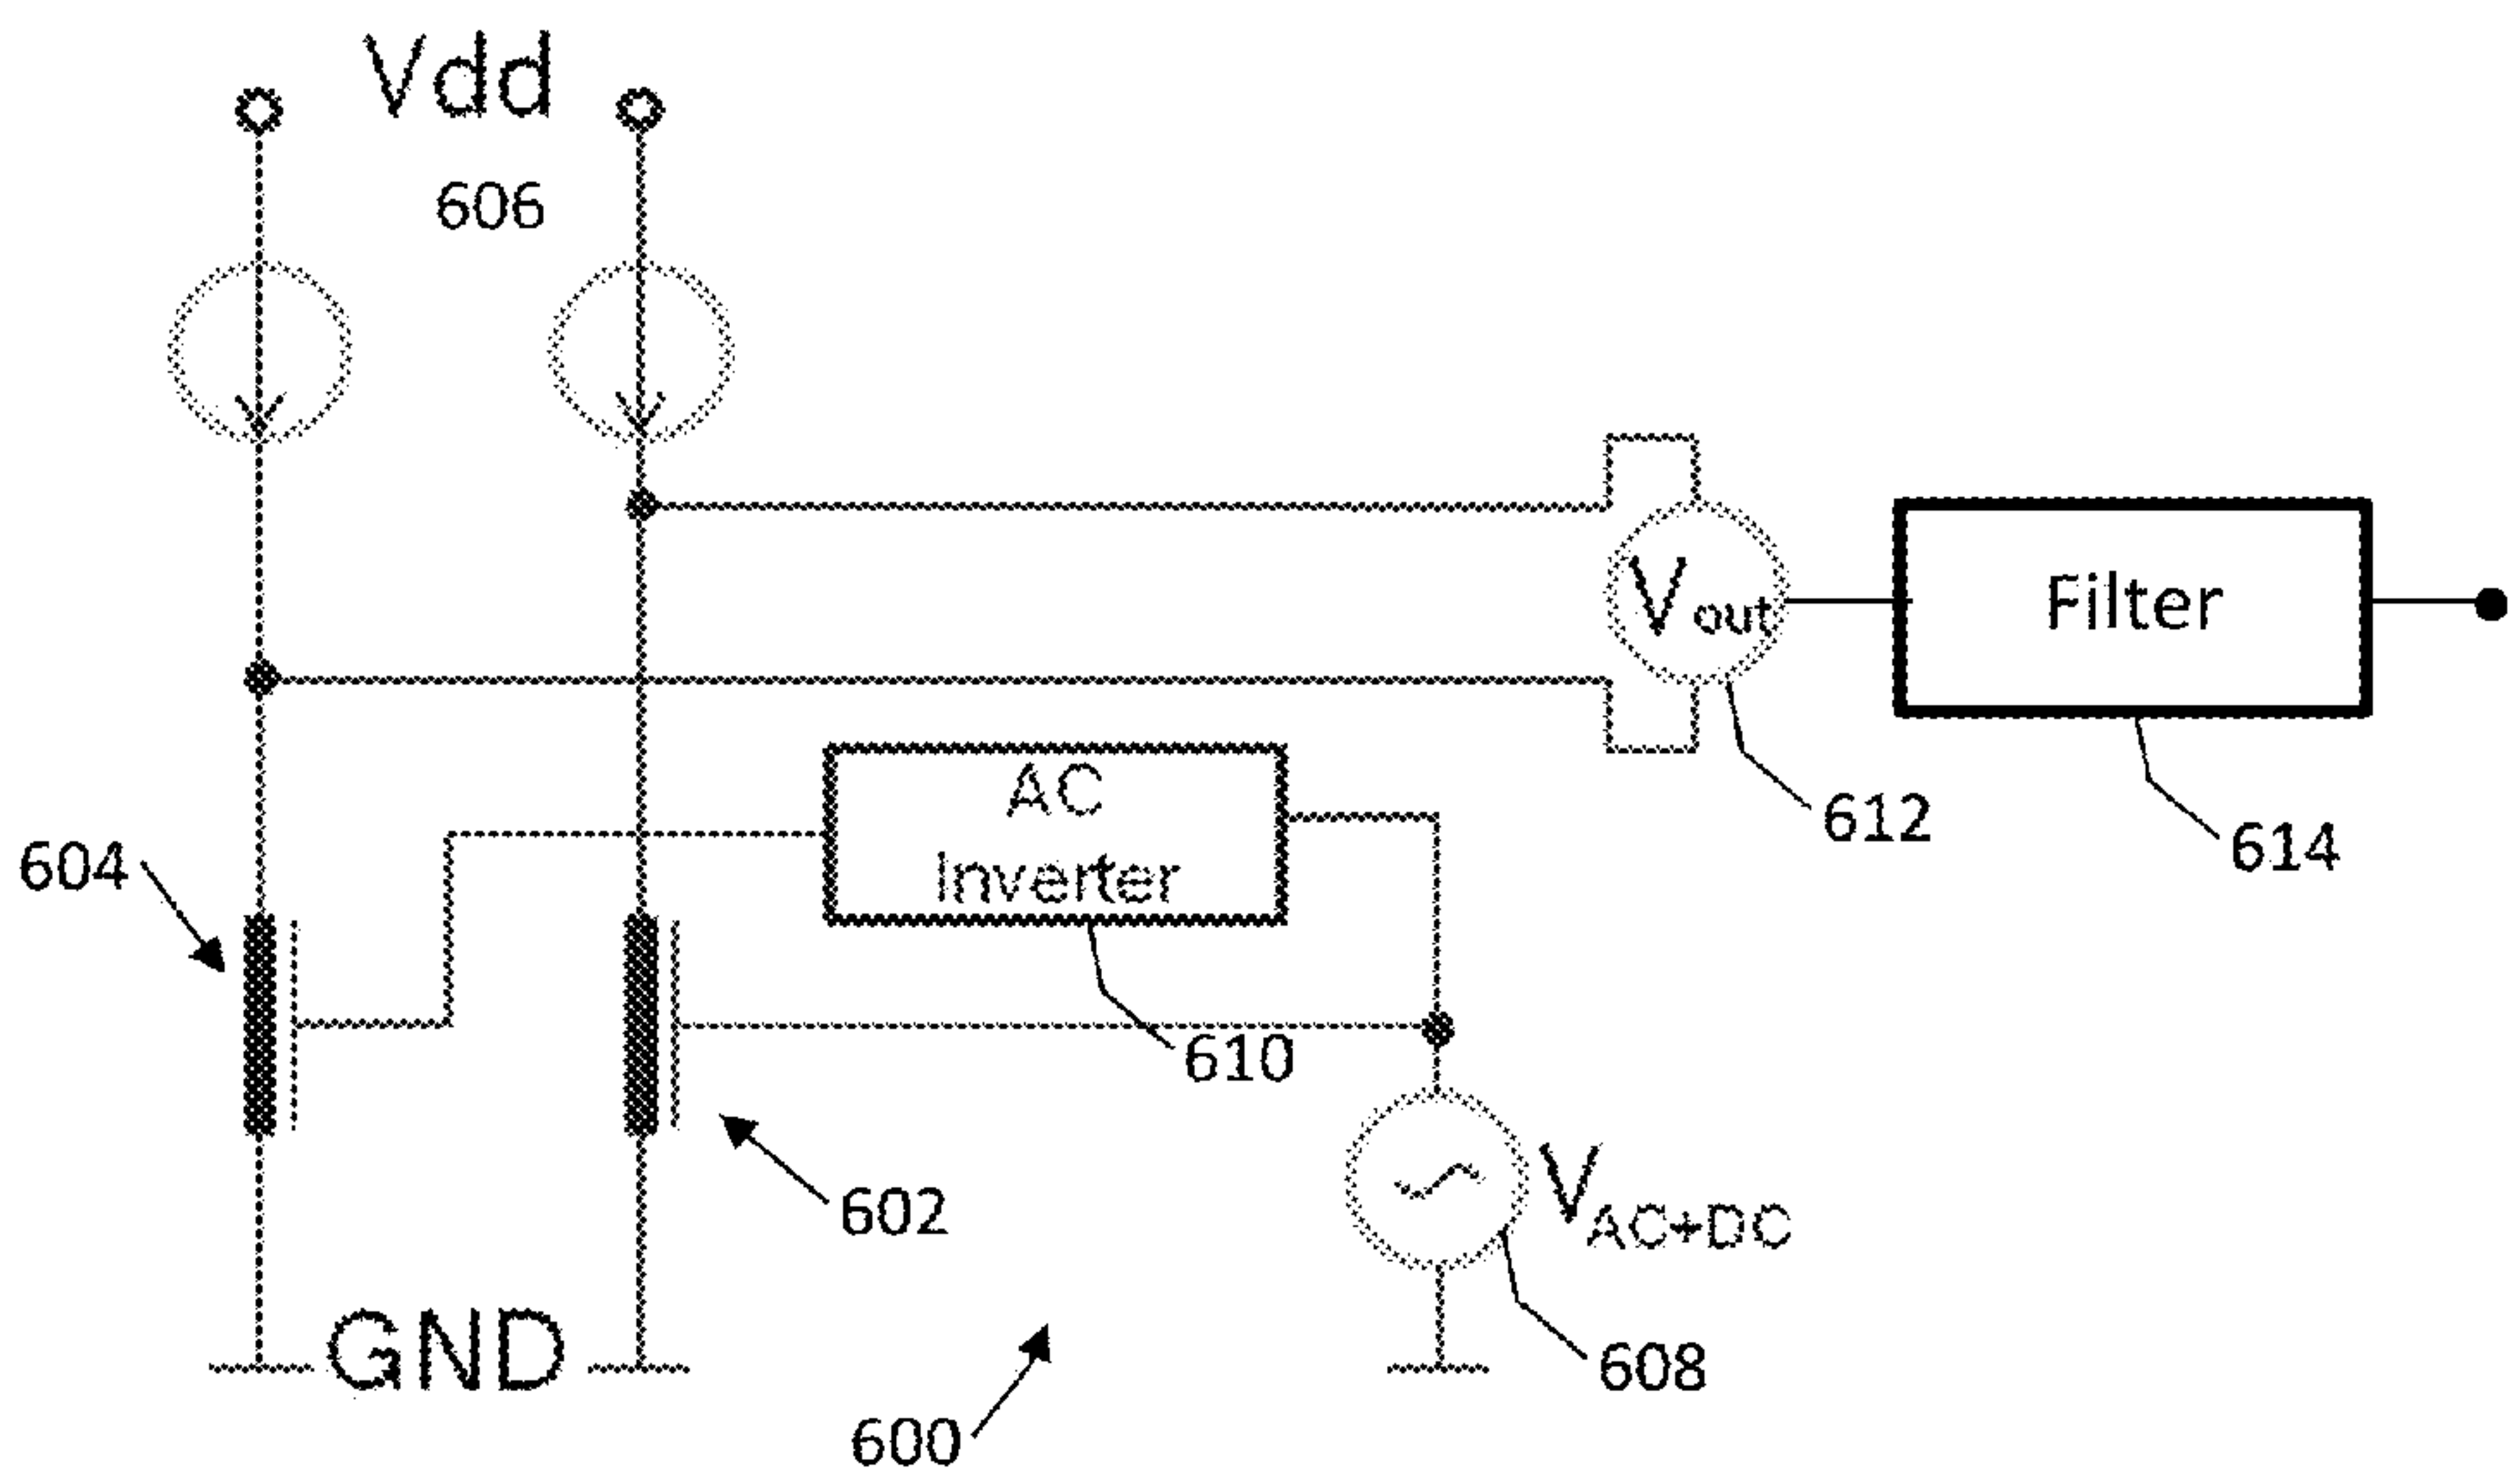 Vdd
606
Vout
Filter
AC
Inverter
612
614
604
610
602
VAC+DC
GND
608
600